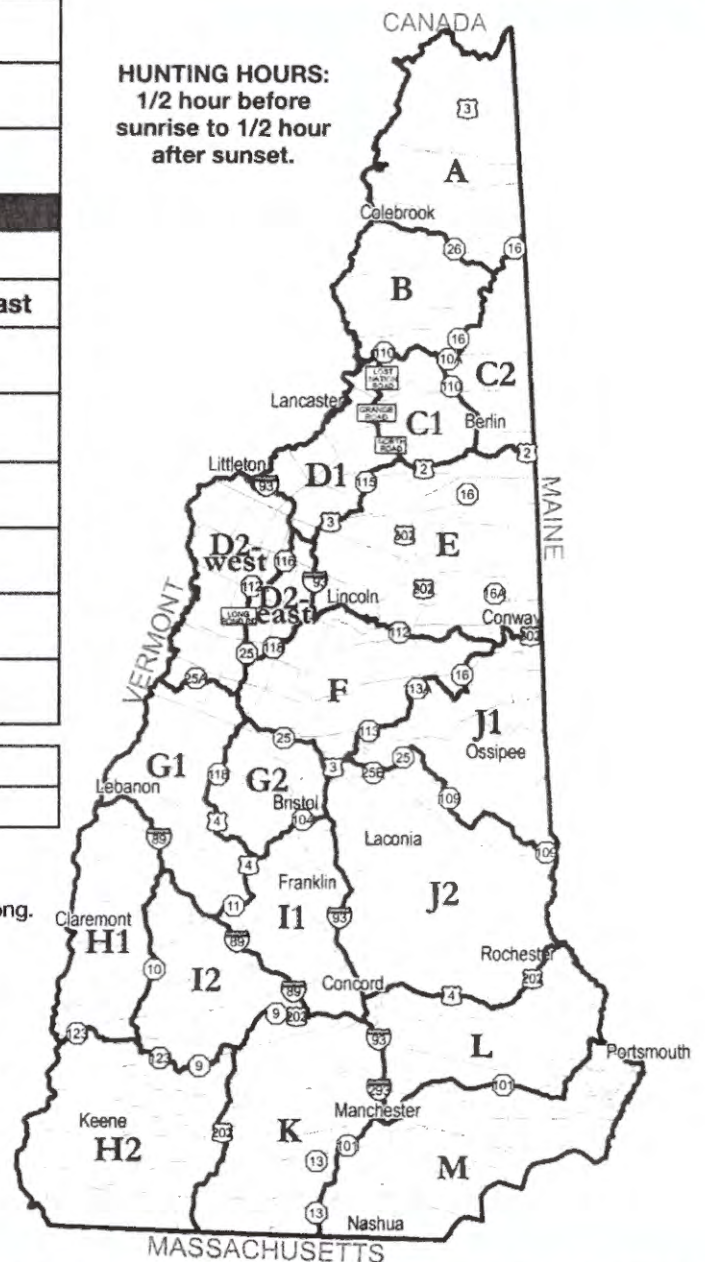 CANADA
HUNTING HOURS:
1/2 hour before
sunrise to 1/2 hour
after sunset.
3
A
Colebrook
26
16
B
ast
16
110
10A
C2
LOST
NATION
ROAD
110
Lancaster
GRANGE
ROAD
C1
Berlin
NORTH
ROAD
2
Littleton
D1
2
93
115
16
MAINE
3
302
E
D2-
west
116
93
112
D2-
east
302
16A
Lincoln
Conway
LONG
POND RD
112
302
VERMONT
25
118
16
25A
F
13A
J1
113
25
Ossipee
G1
118
G2
3
25B
25
Lebanon
Bristol
109
104
4
89
Laconia
109
4
Franklin
ong.
11
J2
Claremont
I1
93
H1
89
Rochester
10
I2
Concord
202
89
4
9
202
123
93
L
123
9
Portsmouth
293
101
Keene
Manchester
202
K
101
H2
13
M
13
Nashua
MASSACHUSETTS